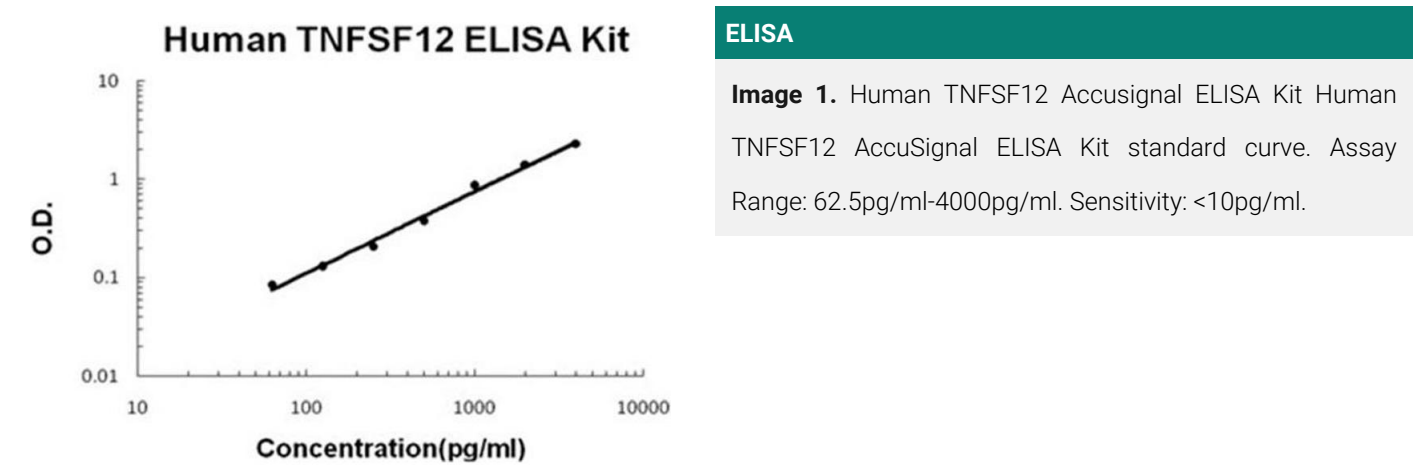 Human TNFSF12 ELISA Kit
10
1
0.1
0.01
O.D.
10 100 1000 10000
Concentration(pg/ml)
ELISA
Image 1. Human TNFSF12 Accusignal ELISA Kit Human
TNFSF12 AccuSignal ELISA Kit standard curve. Assay
Range: 62.5pg/ml-4000pg/ml. Sensitivity: <10pg/ml.